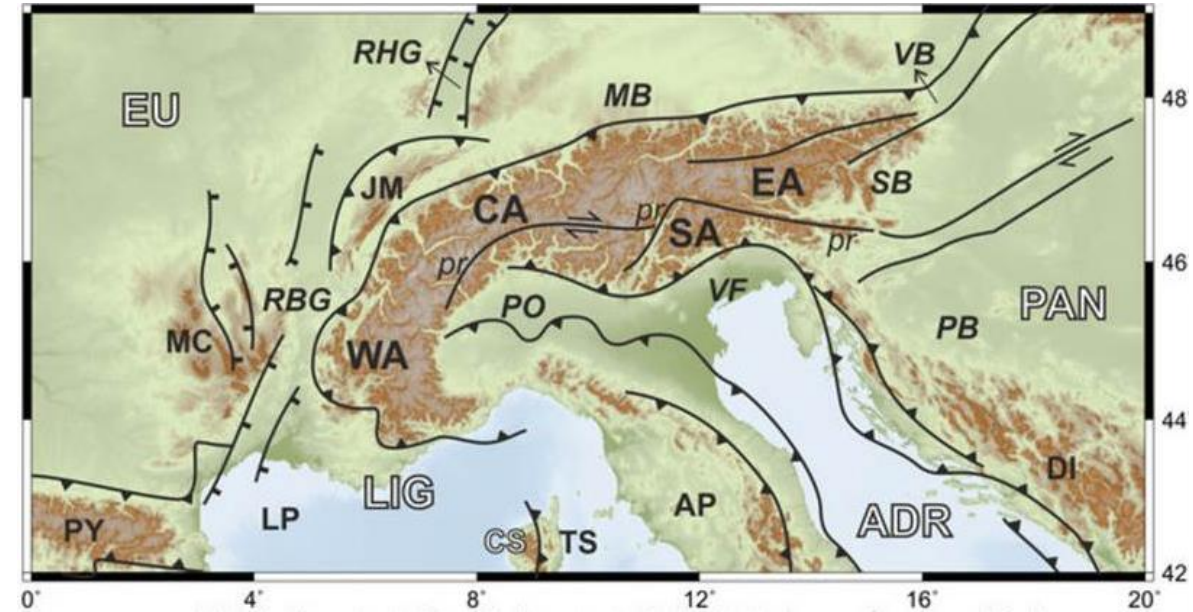 RHG
VB
EU
MB
48
JM
EA
SB
CA
pr
SA
pr
pr
46
RBG
VF
PO
PAN
MC
PB
WA
44
DI
LIG
AP
PY
LP
ADR
CS
TS
42
0
4°
8°
12°
16°
20°